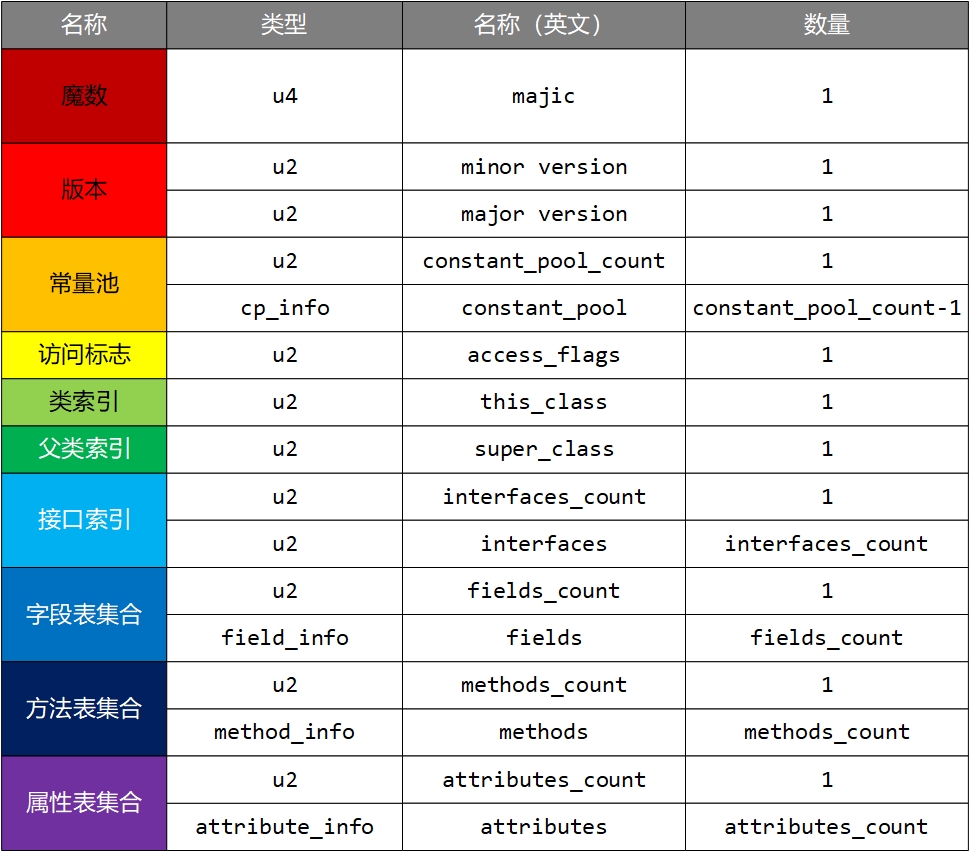 名称 类型 名称（英文） 数量
魔数 u4 majic 1
版本 u2 minor version 1
u2 major version 1
常量池 u2 constant_pool_count 1
cp_info constant_pool constant_pool_count-1
访问标志 u2 access_flags 1
类索引 u2 this_class 1
父类索引 u2 super_class 1
接口索引 u2 interfaces_count 1
u2 interfaces interfaces_count
字段表集合 u2 fields_count 1
field_info fields fields_count
方法表集合 u2 methods_count 1
method_info methods methods_count
属性表集合 u2 attributes_count 1
attribute_info attributes attributes_count